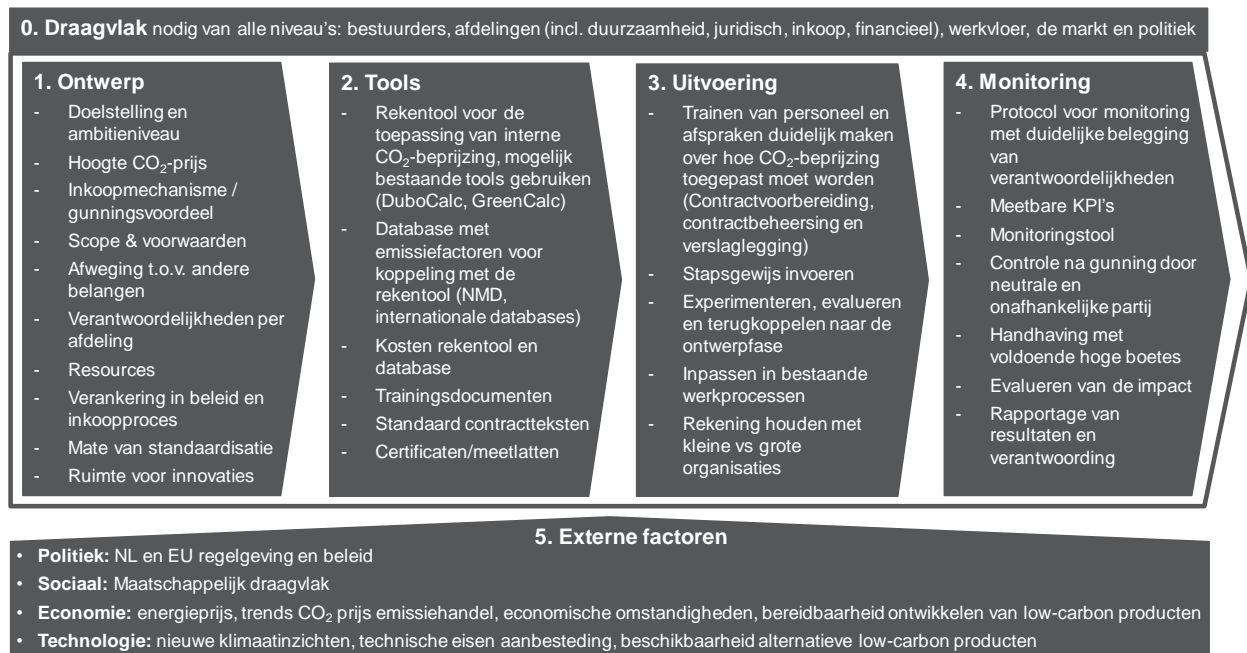 0. Draagvlak nodig van alle niveau's: bestuurders, afdelingen (incl. duurzaamheid, juridisch, inkoop, financieel), werkvloer, de markt en politiek
1. Ontwerp
- Doelstelling en
ambitieniveau
- Hoogte CO₂-prijs
- Inkoopmechanisme /
gunningsvoordeel
- Scope & voorwaarden
- Afweging t.o.v. andere
belangen
- Verantwoordelijkheden per
afdeling
- Resources
- Verankering in beleid en
inkoopproces
- Mate van standaardisatie
- Ruimte voor innovaties
2. Tools
- Rekentool voor de
toepassing van interne
CO₂-beprijzing, mogelijk
bestaande tools gebruiken
(DuboCalc, GreenCalc)
- Database met
emissiefactoren voor
koppeling met de
rekentool (NMD,
internationale databases)
- Kosten rekentool en
database
- Trainingsdocumenten
- Standaard contractteksten
- Certificaten/meetlatten
3. Uitvoering
- Trainen van personeel en
afspraken duidelijk maken
over hoe CO₂-beprijzing
toegepast moet worden
(Contractvoorbereiding,
contractbeheersing en
verslaglegging)
- Stapsgewijs invoeren
- Experimenteren, evalueren
en terugkoppelen naar de
ontwerpfase
- Inpassen in bestaande
werkprocessen
- Rekening houden met
kleine vs grote
organisaties
4. Monitoring
- Protocol voor monitoring
met duidelijke belegging
van
verantwoordelijkheden
- Meetbare KPI's
- Monitoringstool
- Controle na gunning door
neutrale en
onafhankelijke partij
- Handhaving met
voldoende hoge boetes
- Evalueren van de impact
- Rapportage van
resultaten en
verantwoording
5. Externe factoren
• Politiek: NL en EU regelgeving en beleid
• Sociaal: Maatschappelijk draagvlak
• Economie: energieprijs, trends CO₂ prijs emissiehandel, economische omstandigheden, bereidbaarheid ontwikkelen van low-carbon producten
• Technologie: nieuwe klimaatinzichten, technische eisen aanbesteding, beschikbaarheid alternatieve low-carbon producten